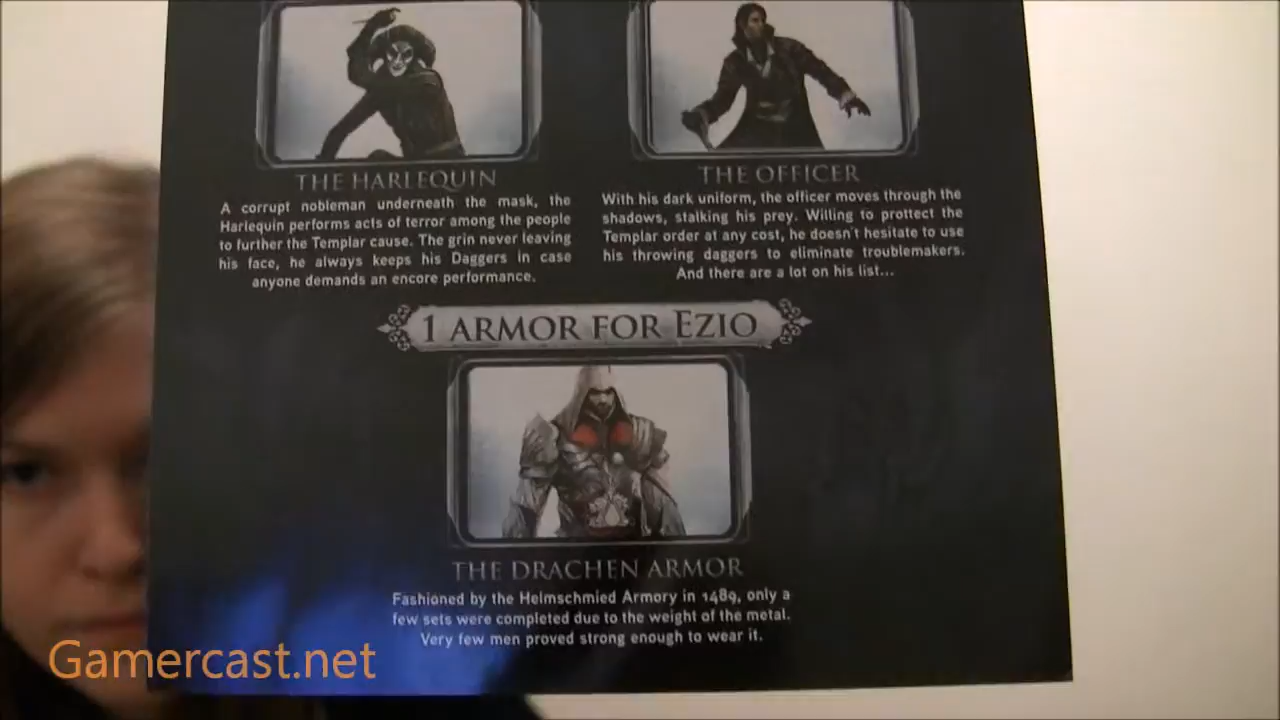 THE HARLEQUIN
A corrupt nobleman underneath the mask, the
Harlequin performs acts of terror among the people
to further the Templar cause. The grin never leaving
his face, he always keeps his Daggers in case
anyone demands an encore performance.
THE OFFICER
With his dark uniform, the officer moves through the
shadows, stalking his prey. Willing to prottect the
Templar order at any cost, he doesn't hesitate to use
his throwing daggers to eliminate troublemakers.
And there are a lot on his list...
1 ARMOR FOR EZIO
THE DRACHEN ARMOR
Fashioned by the Helmschmied Armory in 1489, only a
few sets were completed due to the weight of the metal.
Very few men proved strong enough to wear it.
Gamercast.net